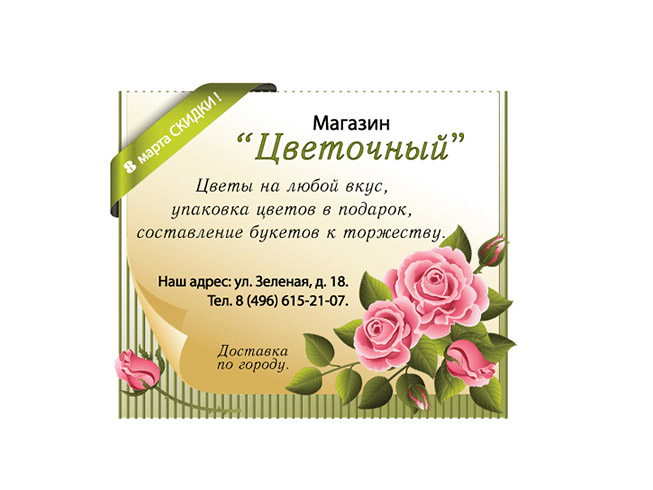 8 марта СКИДКИ!
Магазин
“Цветочный”
Цветы на любой вкус,
упаковка цветов в подарок,
составление букетов к торжеству.
Наш адрес: ул. Зеленая, д. 18.
Тел. 8 (496) 615-21-07.
Доставка
по городу.